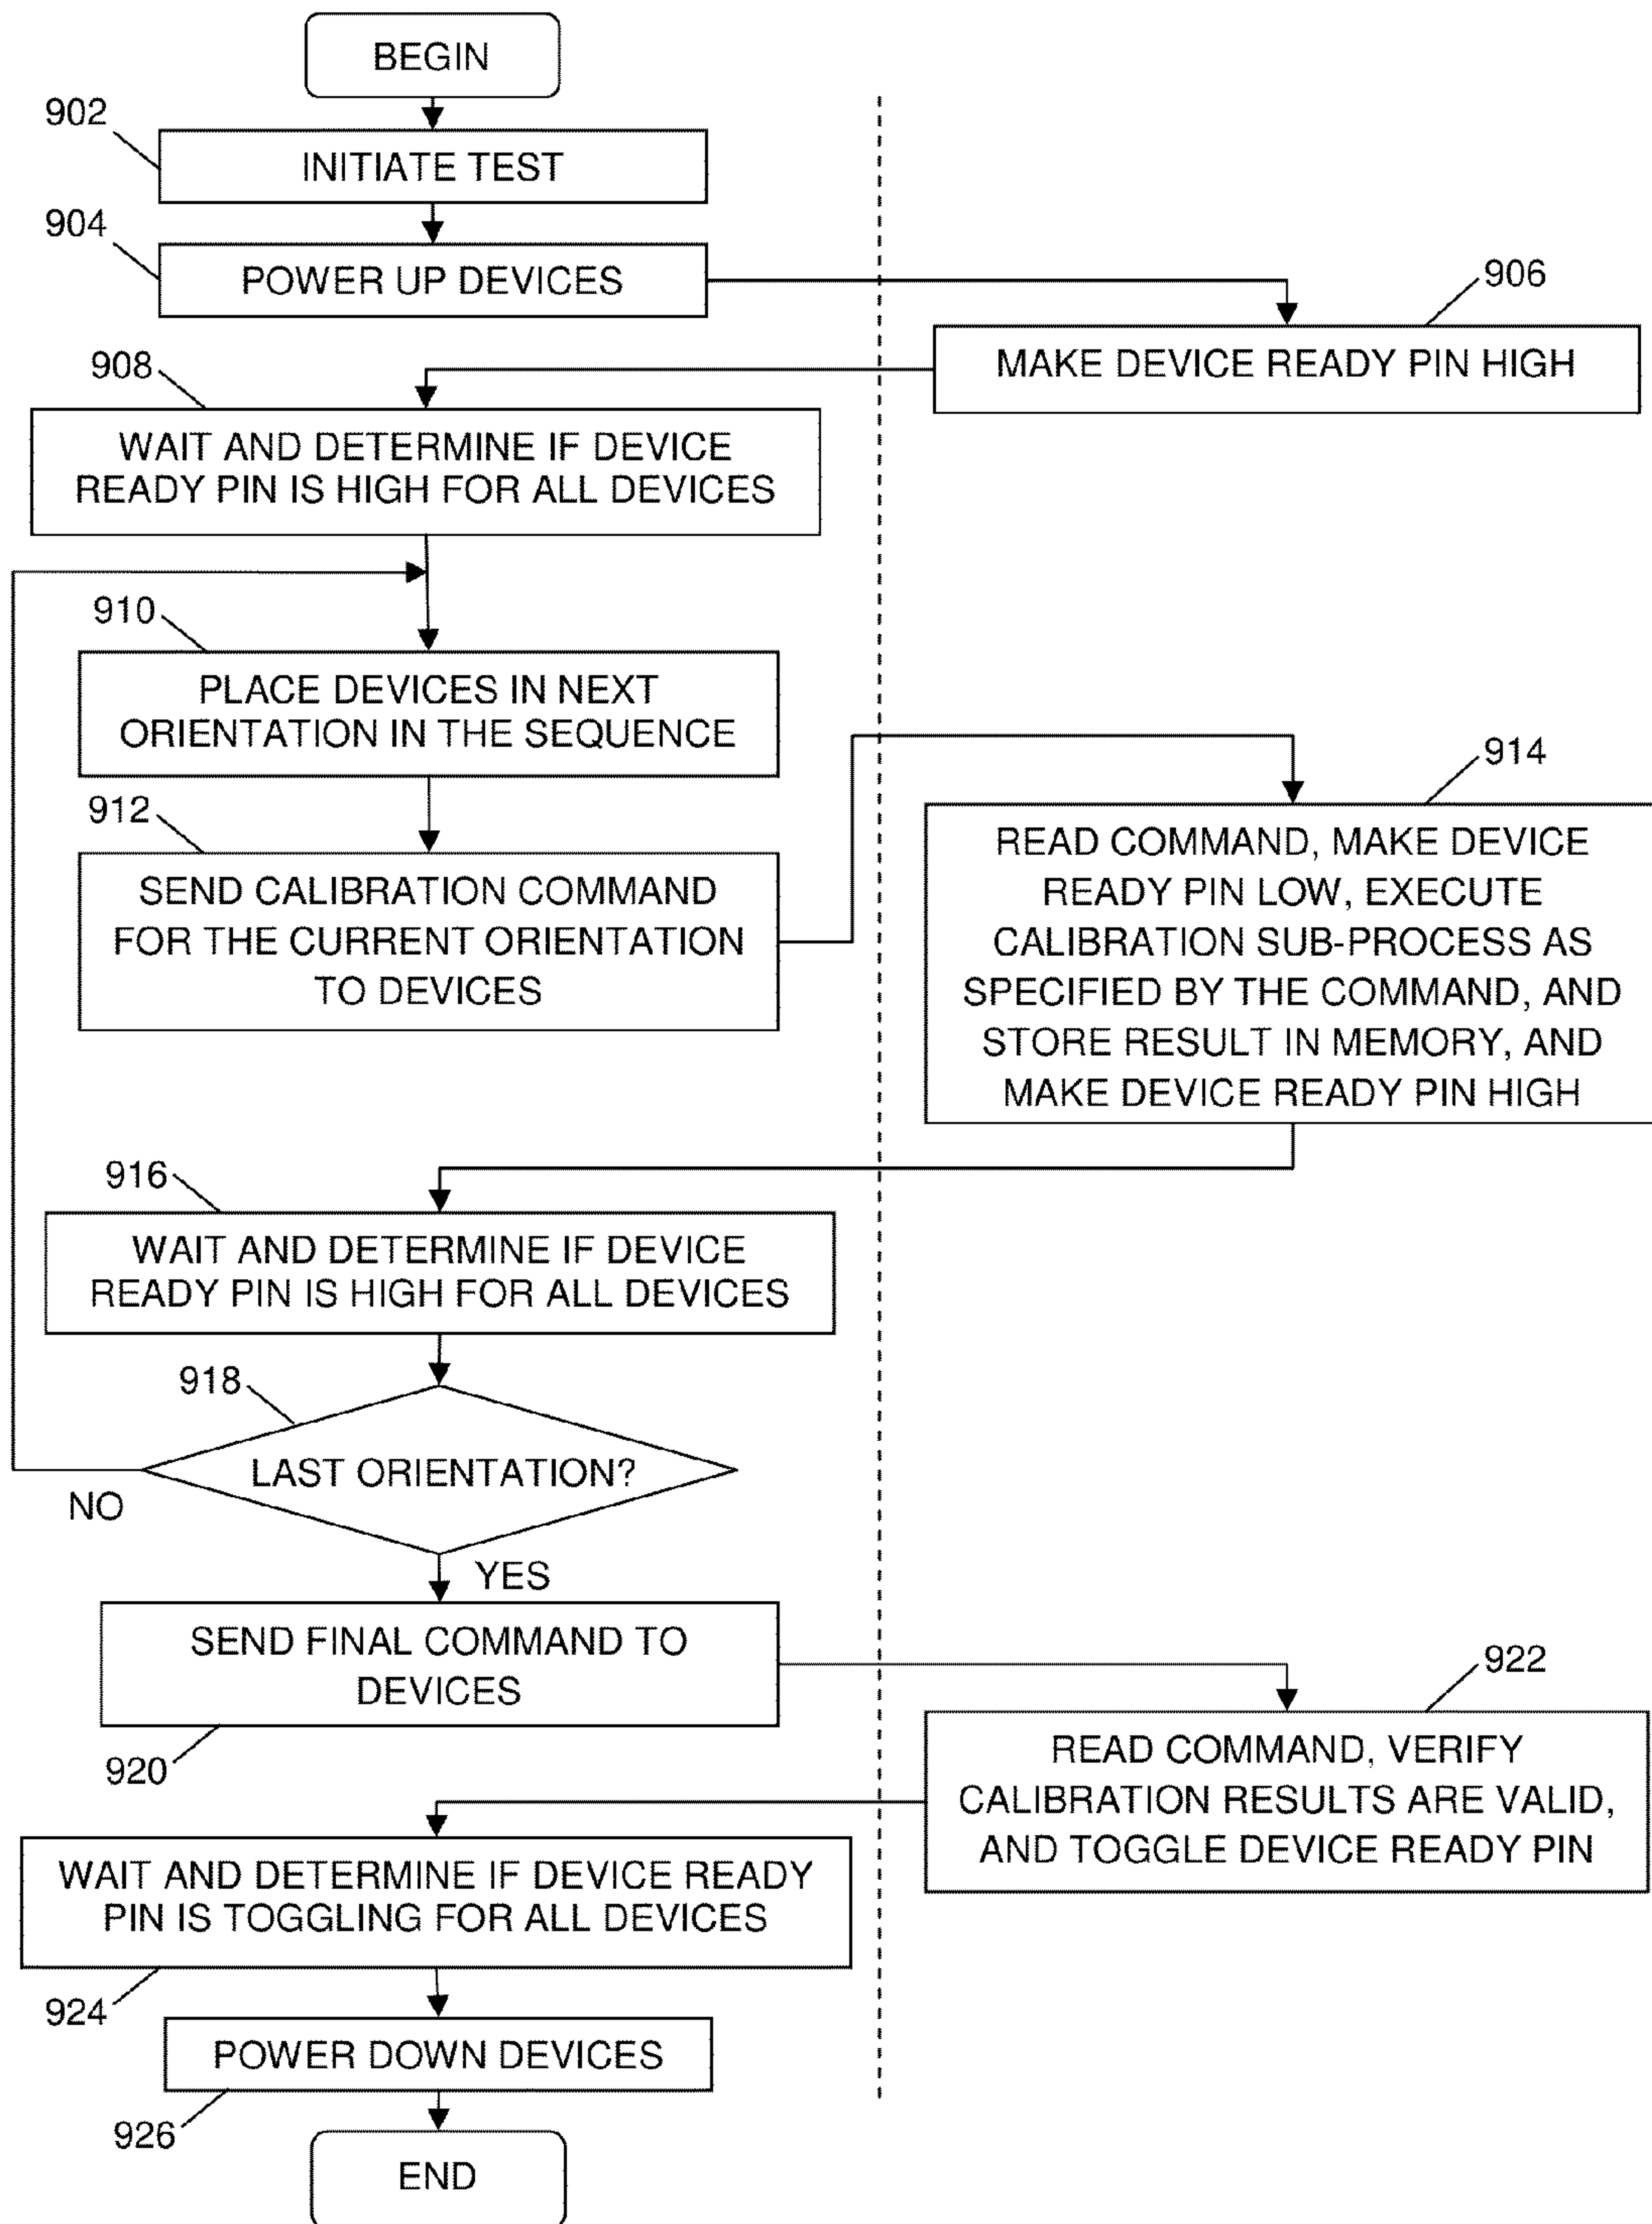 BEGIN
902
INITIATE TEST
904
POWER UP DEVICES
906
MAKE DEVICE READY PIN HIGH
908
WAIT AND DETERMINE IF DEVICE
READY PIN IS HIGH FOR ALL DEVICES
910
PLACE DEVICES IN NEXT
ORIENTATION IN THE SEQUENCE
912
SEND CALIBRATION COMMAND
FOR THE CURRENT ORIENTATION
TO DEVICES
914
READ COMMAND, MAKE DEVICE
READY PIN LOW, EXECUTE
CALIBRATION SUB-PROCESS AS
SPECIFIED BY THE COMMAND, AND
STORE RESULT IN MEMORY, AND
MAKE DEVICE READY PIN HIGH
916
WAIT AND DETERMINE IF DEVICE
READY PIN IS HIGH FOR ALL DEVICES
918
LAST ORIENTATION?
NO
YES
SEND FINAL COMMAND TO
DEVICES
920
922
READ COMMAND, VERIFY
CALIBRATION RESULTS ARE VALID,
AND TOGGLE DEVICE READY PIN
WAIT AND DETERMINE IF DEVICE READY
PIN IS TOGGLING FOR ALL DEVICES
924
POWER DOWN DEVICES
926
END